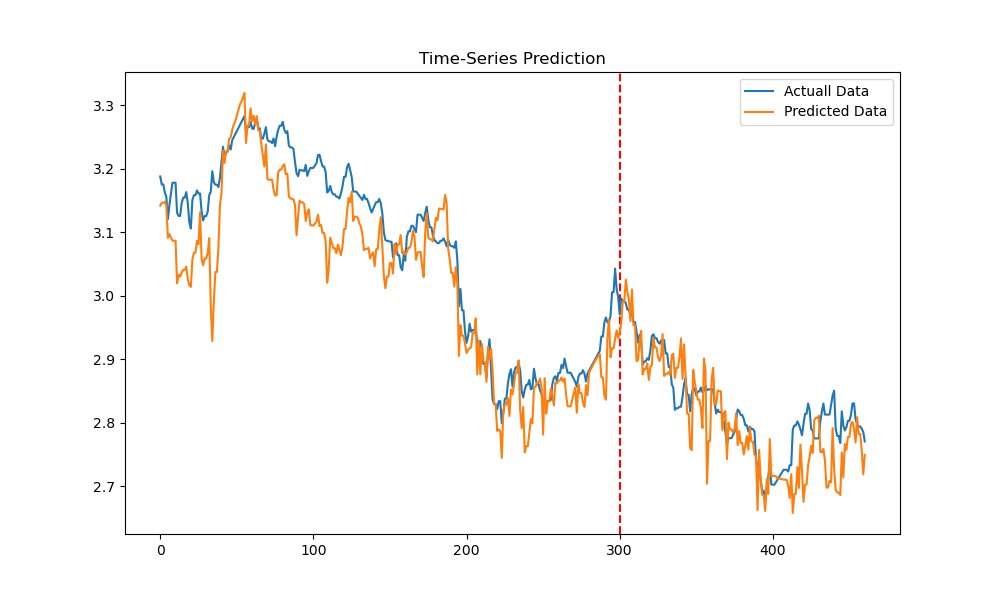 Time-Series Prediction
Actuall Data
Predicted Data
3.3
3.2
3.1
3.0
2.9
2.8
2.7
0 100 200 300 400